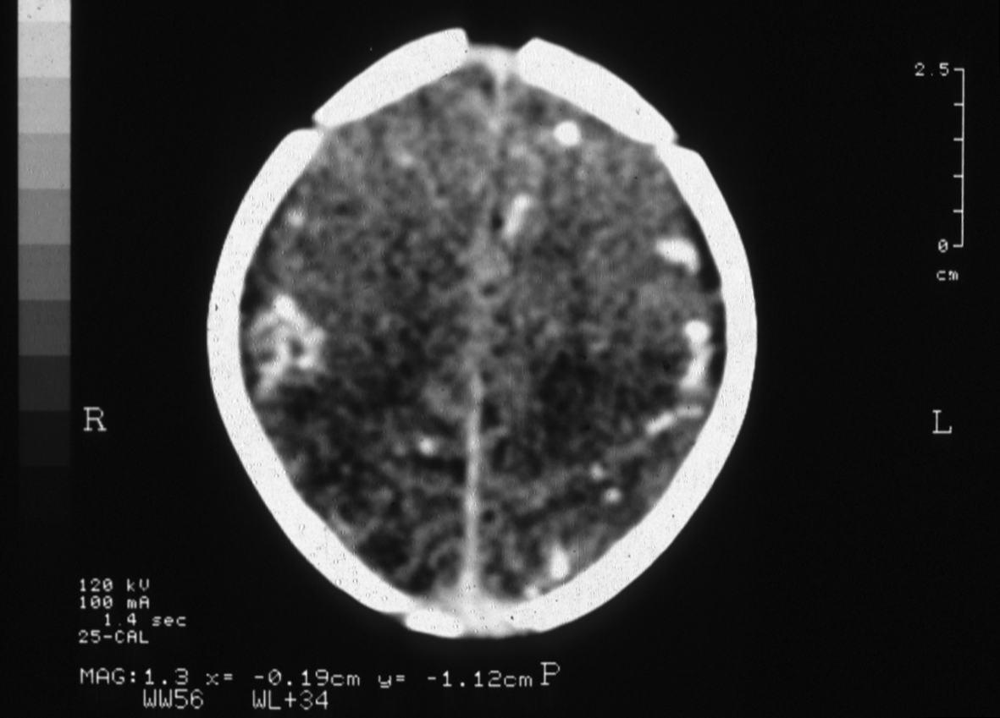 2.5
0
cm
R
L
120 kV
100 mA
1.4 sec
25-CAL
MAG:1.3 x= -0.19cm y= -1.12cm P
WW56 WL+34